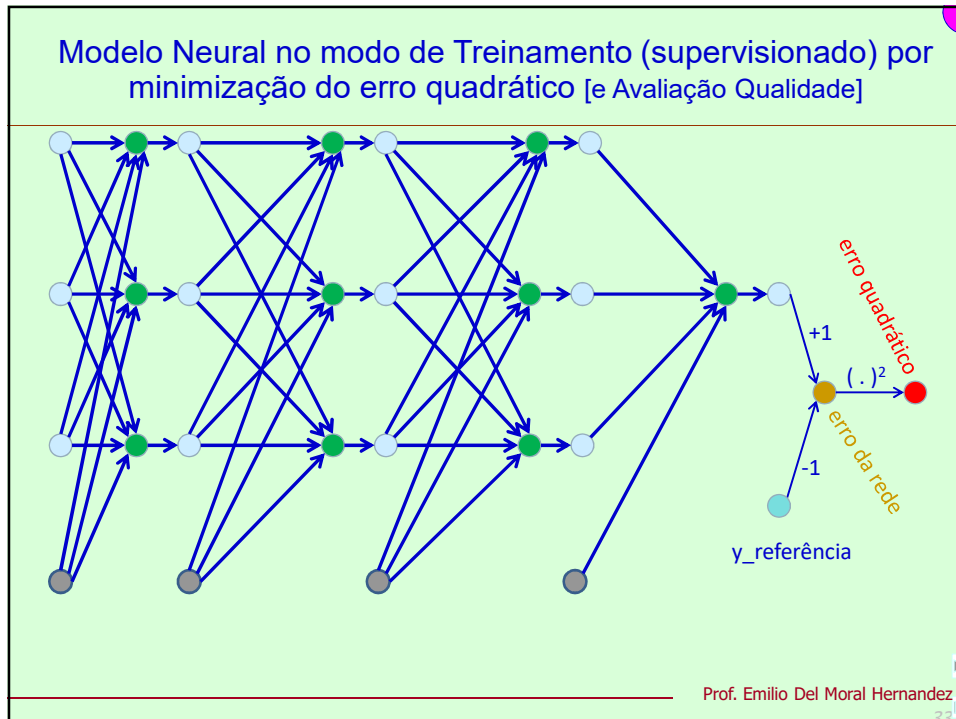 Modelo Neural no modo de Treinamento (supervisionado) por
minimização do erro quadrático [e Avaliação Qualidade]
erro quadrático
+1
( . )²
erro da rede
-1
y_referência
Prof. Emilio Del Moral Hernandez